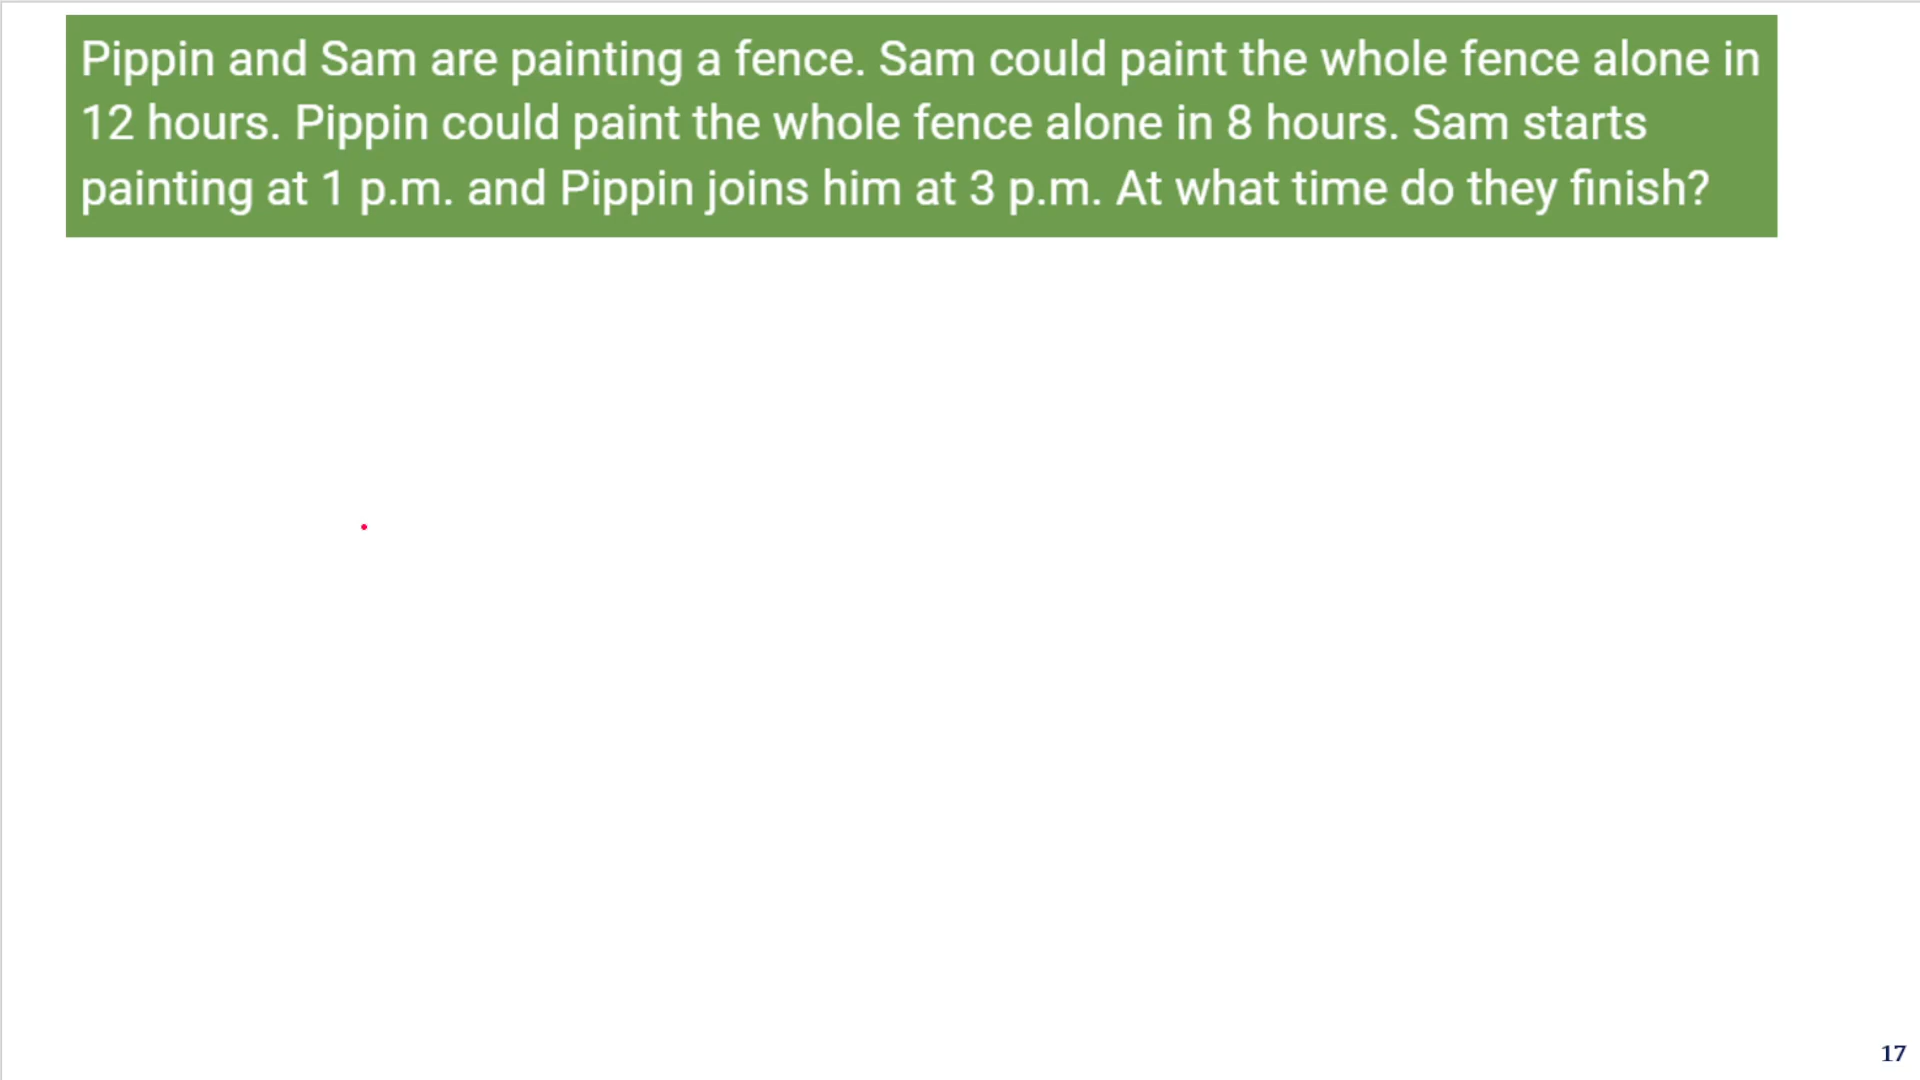 Pippin and Sam are painting a fence. Sam could paint the whole fence alone in
12 hours. Pippin could paint the whole fence alone in 8 hours. Sam starts
painting at 1 p.m. and Pippin joins him at 3 p.m. At what time do they finish?
17